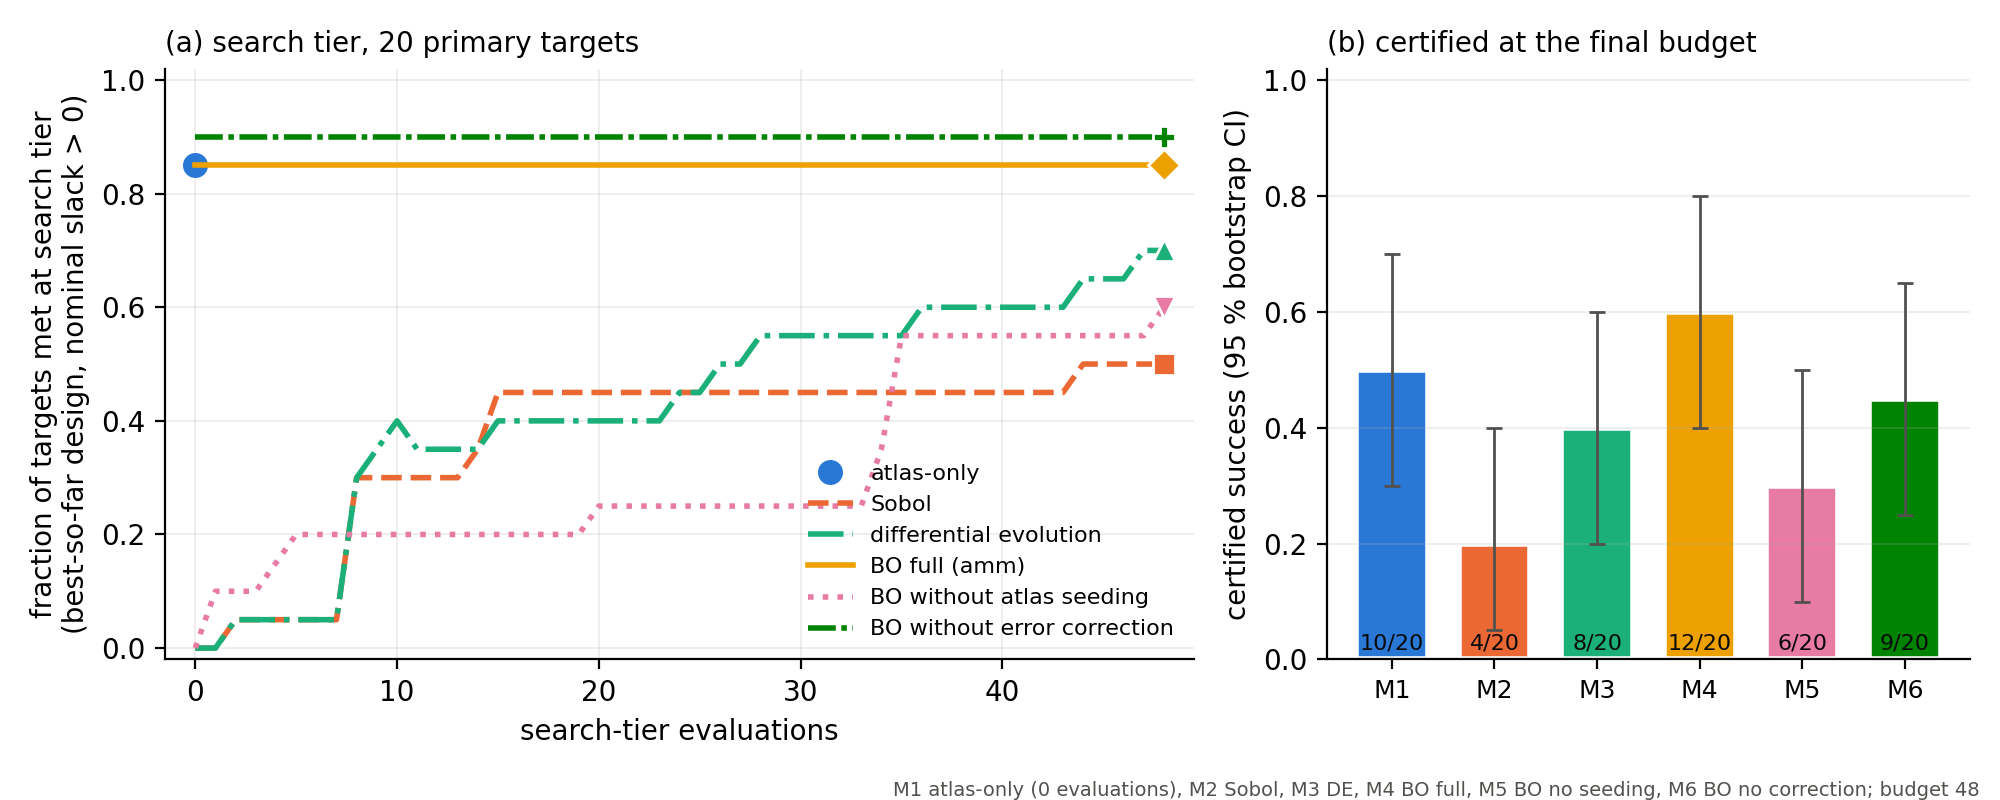 (a) search tier, 20 primary targets
fraction of targets met at search tier
(best-so-far design, nominal slack > 0)
1.0
0.8
0.6
0.4
0.2
0.0
0
10
20
30
40
search-tier evaluations
atlas-only
Sobol
differential evolution
BO full (amm)
BO without atlas seeding
BO without error correction
(b) certified at the final budget
certified success (95 % bootstrap CI)
1.0
0.8
0.6
0.4
0.2
0.0
10/20
4/20
8/20
12/20
6/20
9/20
M1
M2
M3
M4
M5
M6
M1 atlas-only (0 evaluations), M2 Sobol, M3 DE, M4 BO full, M5 BO no seeding, M6 BO no correction; budget 48